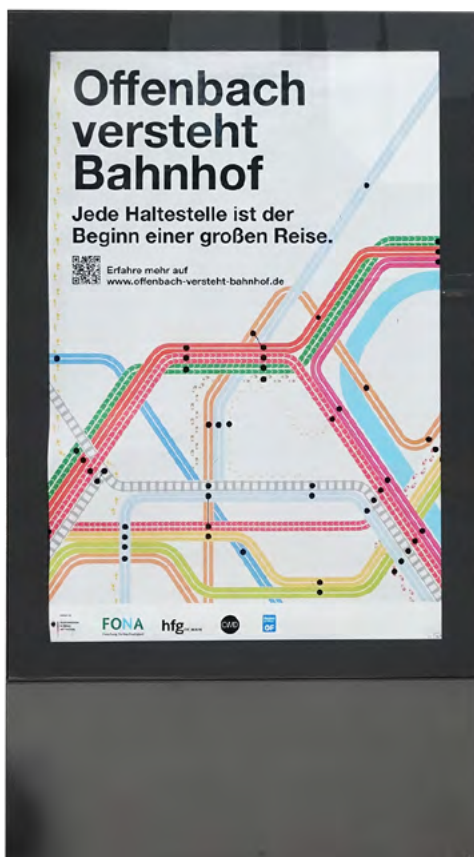 Offenbach
versteht
Bahnhof
Jede Haltestelle ist der
Beginn einer großen Reise.
Erfahre mehr auf
www.offenbach-versteht-bahnhof.de
FONA
hfg
OF